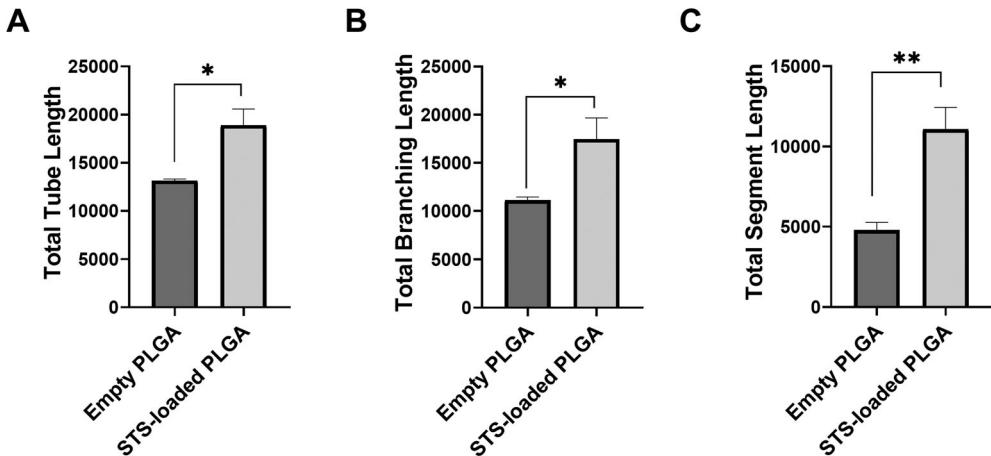 A
Total Tube Length
25000
20000
15000
10000
5000
0
*
Empty PLGA
STS-loaded PLGA
B
Total Branching Length
25000
20000
15000
10000
5000
0
*
Empty PLGA
STS-loaded PLGA
C
Total Segment Length
15000
10000
5000
0
**
Empty PLGA
STS-loaded PLGA